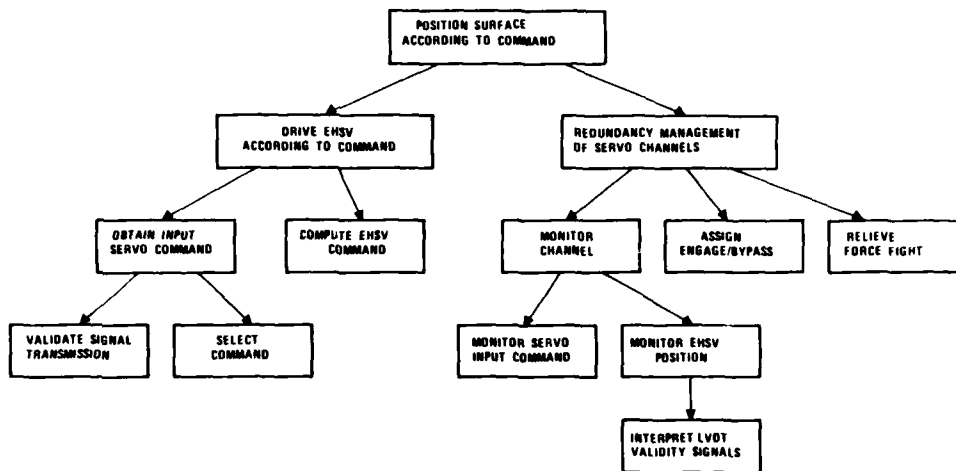 POSITION SURFACE
ACCORDING TO COMMAND
DRIVE EHSV
ACCORDING TO COMMAND
REDUNDANCY MANAGEMENT
OF SERVO CHANNELS
OBTAIN INPUT
SERVO COMMAND
COMPUTE EHSV
COMMAND
MONITOR
CHANNEL
ASSIGN
ENGAGE/BYPASS
RELIEVE
FORCE FIGHT
VALIDATE SIGNAL
TRANSMISSION
SELECT
COMMAND
MONITOR SERVO
INPUT COMMAND
MONITOR EHSV
POSITION
INTERPRET LVDT
VALIDITY SIGNALS